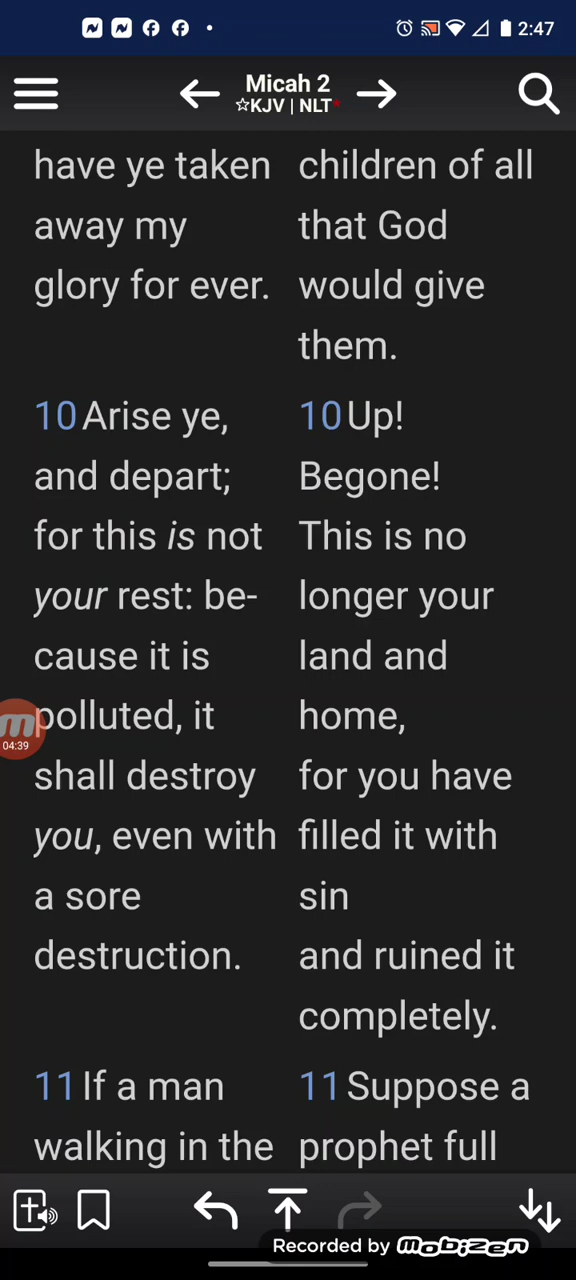 2:47
Micah 2
☆KJV | NLT*
have ye taken
away my
glory for ever.
10 Arise ye,
and depart;
for this is not
your rest: be-
cause it is
polluted, it
shall destroy
you, even with
a sore
destruction.
11 If a man
walking in the
children of all
that God
would give
them.
10 Up!
Begone!
This is no
longer your
land and
home,
for you have
filled it with
sin
and ruined it
completely.
11 Suppose a
prophet full
04:39
Recorded by mobizen